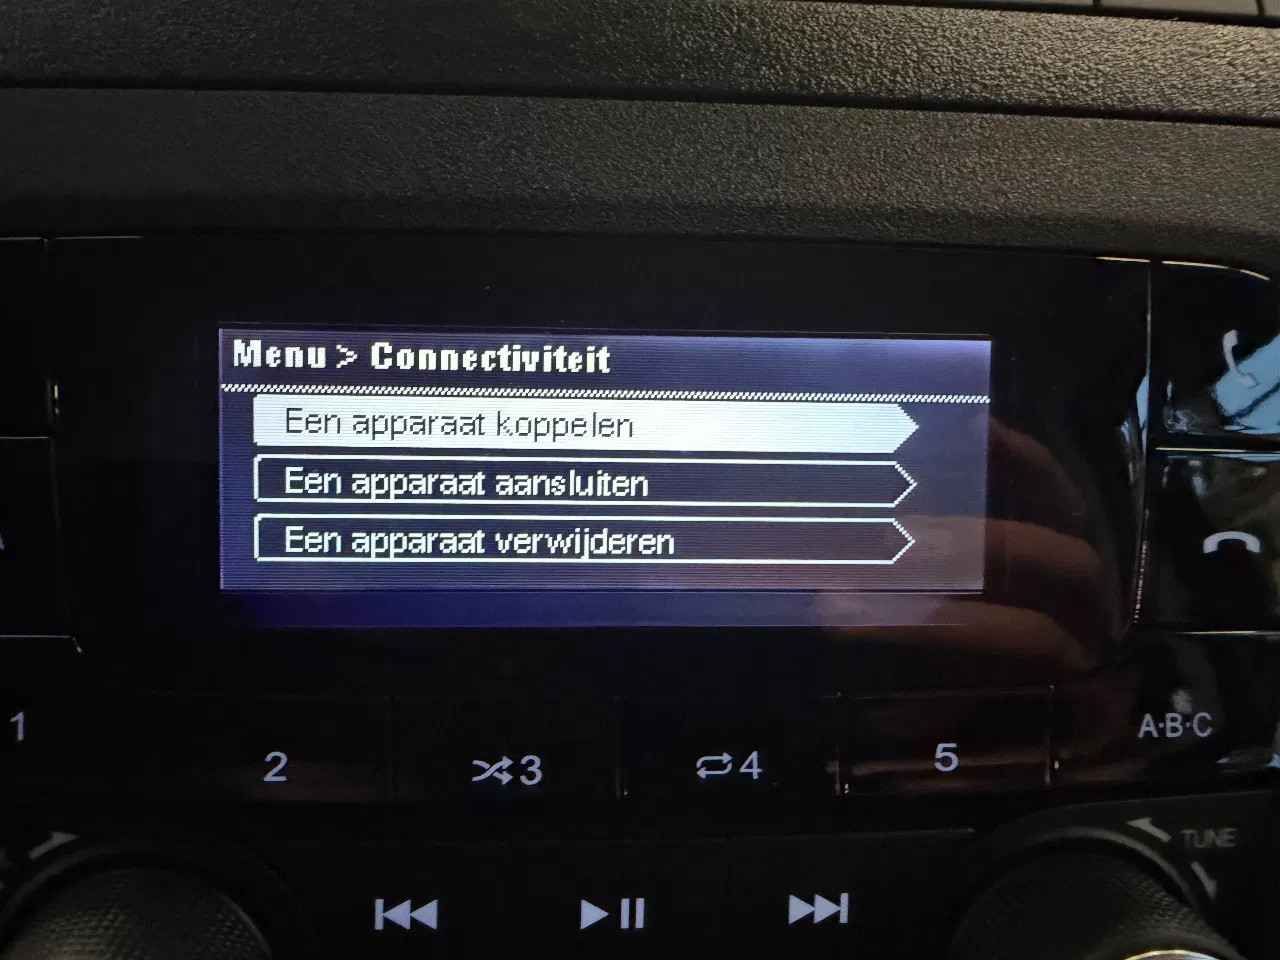 Menu > Connectiviteit
Een apparaat koppelen
Een apparaat aansluiten
Een apparaat verwijderen
1
2
3
4
5
A·B·C
TUNE